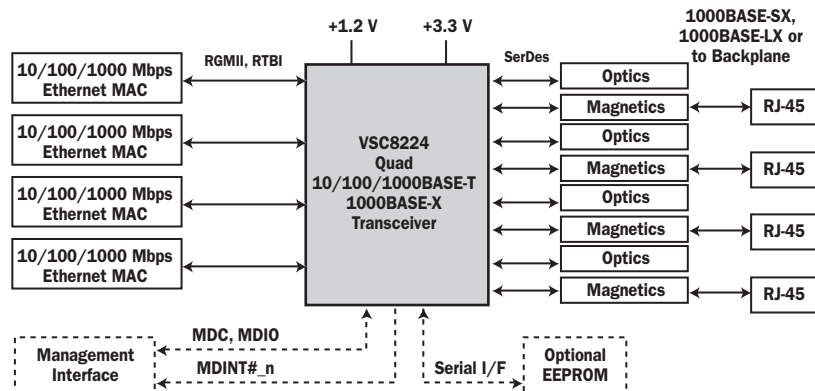 +1.2 V
+3.3 V
1000BASE-SX,
1000BASE-LX or
to Backplane
RGMII, RTBI
SerDes
10/100/1000 Mbps
Ethernet MAC
10/100/1000 Mbps
Ethernet MAC
10/100/1000 Mbps
Ethernet MAC
10/100/1000 Mbps
Ethernet MAC
VSC8224
Quad
10/100/1000BASE-T
1000BASE-X
Transceiver
Optics
Magnetics
RJ-45
Optics
Magnetics
RJ-45
Optics
Magnetics
RJ-45
Optics
Magnetics
RJ-45
Management
Interface
MDC, MDIO
MDINT#_n
Serial I/F
Optional
EEPROM